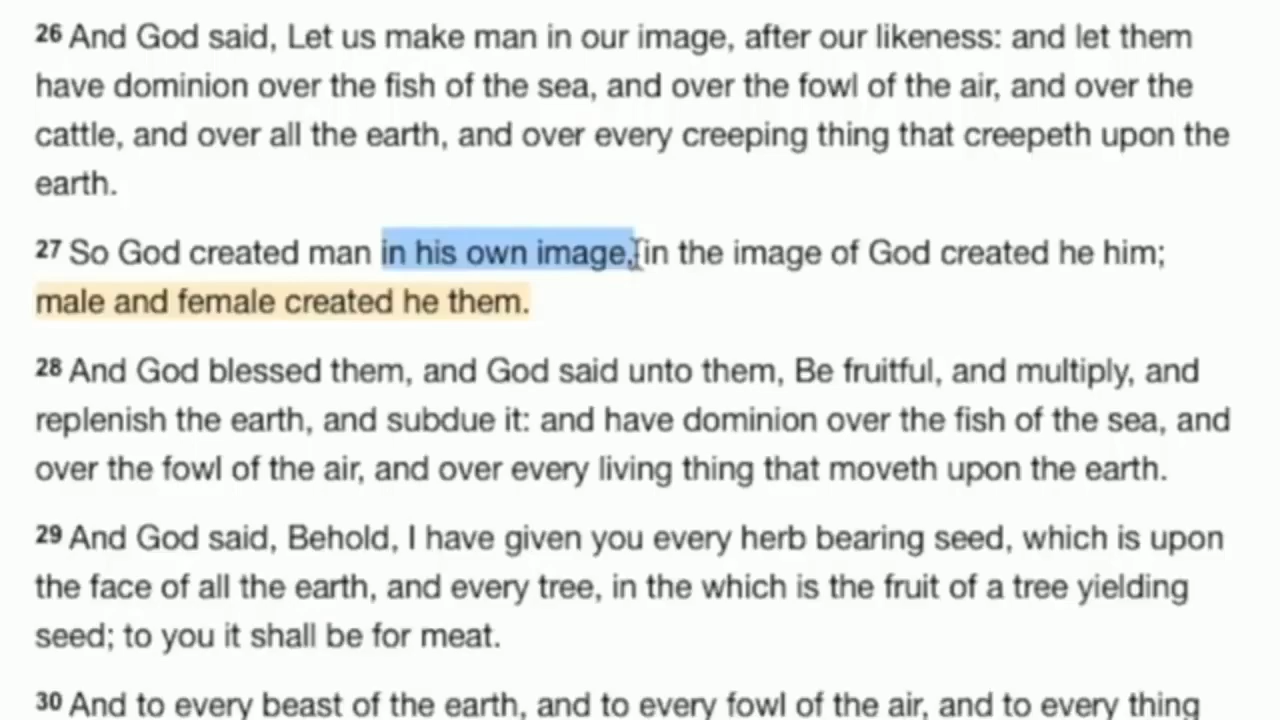 26 And God said, Let us make man in our image, after our likeness: and let them
have dominion over the fish of the sea, and over the fowl of the air, and over the
cattle, and over all the earth, and over every creeping thing that creepeth upon the
earth.
27 So God created man in his own image, in the image of God created he him;
male and female created he them.
28 And God blessed them, and God said unto them, Be fruitful, and multiply, and
replenish the earth, and subdue it: and have dominion over the fish of the sea, and
over the fowl of the air, and over every living thing that moveth upon the earth.
29 And God said, Behold, I have given you every herb bearing seed, which is upon
the face of all the earth, and every tree, in the which is the fruit of a tree yielding
seed; to you it shall be for meat.
30 And to every beast of the earth, and to every fowl of the air, and to every thing